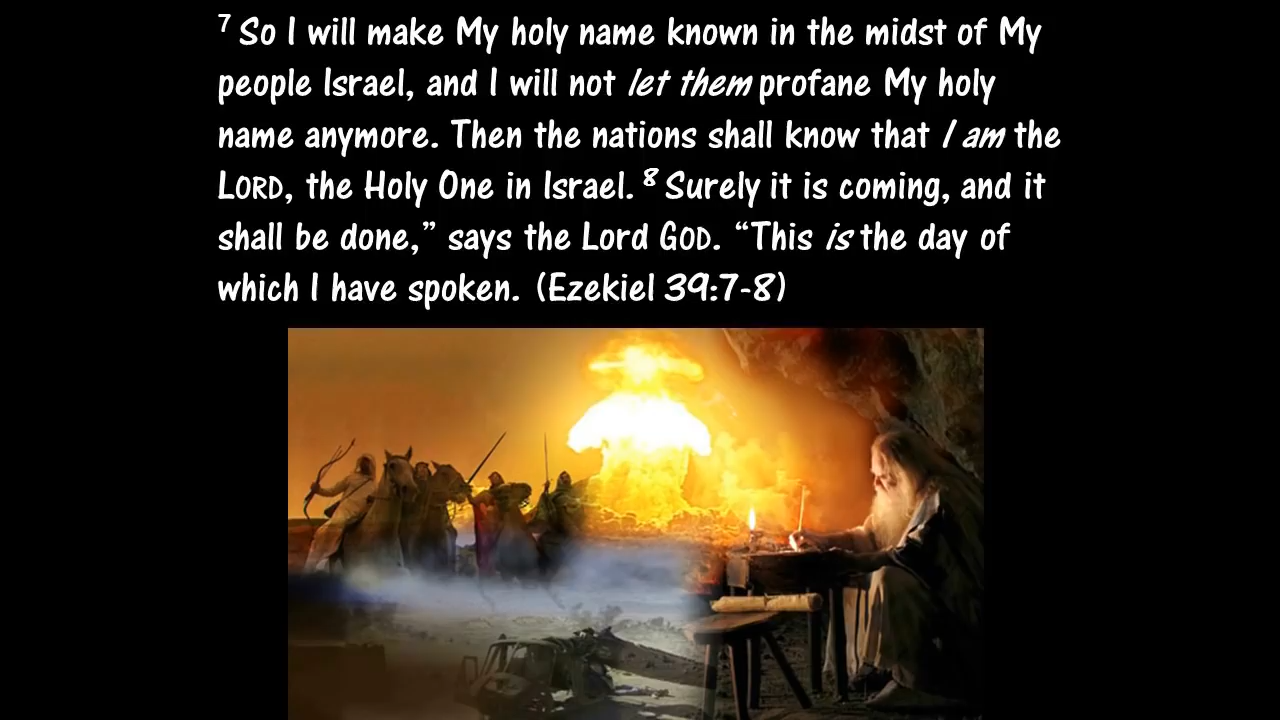 7 So I will make My holy name known in the midst of My
people Israel, and I will not let them profane My holy
name anymore. Then the nations shall know that I am the
LORD, the Holy One in Israel. 8 Surely it is coming, and it
shall be done,” says the Lord GOD. “This is the day of
which I have spoken. (Ezekiel 39:7-8)